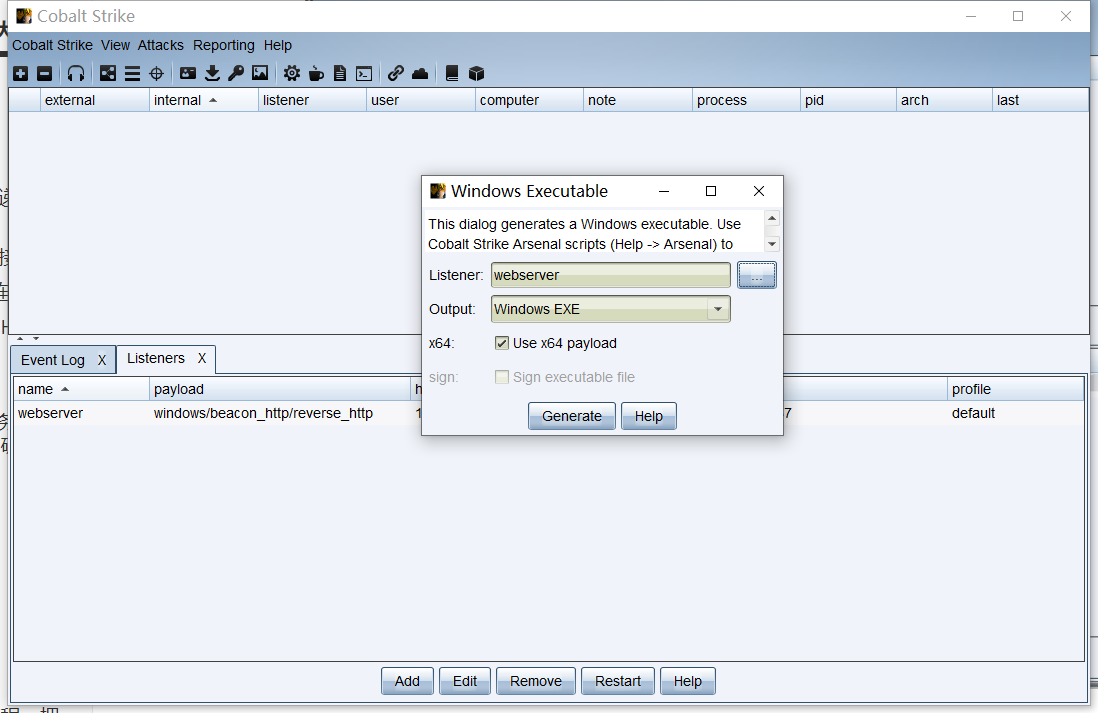 Cobalt Strike
Cobalt Strike View Attacks Reporting Help
external internal listener user computer note process pid arch last
Windows Executable
This dialog generates a Windows executable. Use
Cobalt Strike Arsenal scripts (Help -> Arsenal) to
Listener: webserver ...
Output: Windows EXE
x64: Use x64 payload
sign: Sign executable file
Generate Help
Event Log X Listeners X
name payload h profile
webserver windows/beacon_http/reverse_http 1 7 default
Add Edit Remove Restart Help